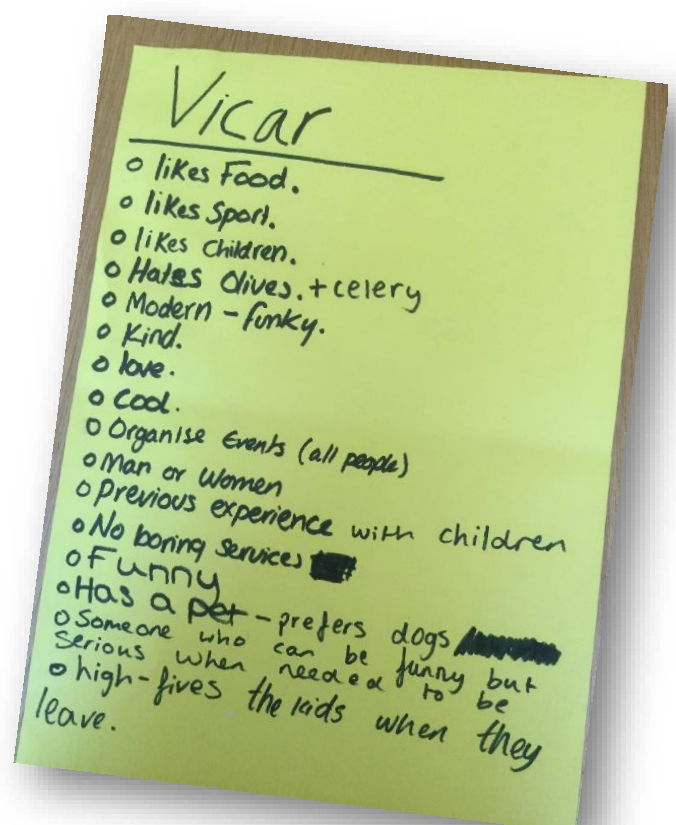 Vicar
o likes Food.
o likes Sport.
o likes Children.
o Hates Olives. + celery
o Modern - funky.
o Kind.
o love.
o Cool.
o Organise Events (all people)
o Man or Women
o Previous experience with children
o No boring services
o Funny
o Has a pet - prefers dogs
o Someone who can be funny but
serious when needed to be
o high-fives the kids when they
leave.